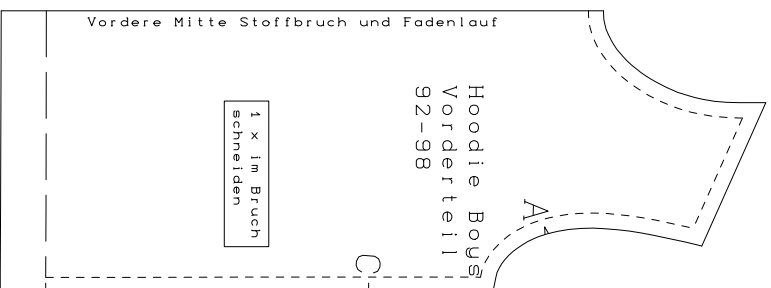 Vordere Mitte Stoffbruch und Fadenlauf
1 x im Bruch
schneiden
Hoodie Boys
Vorderteil
92-98
A
C